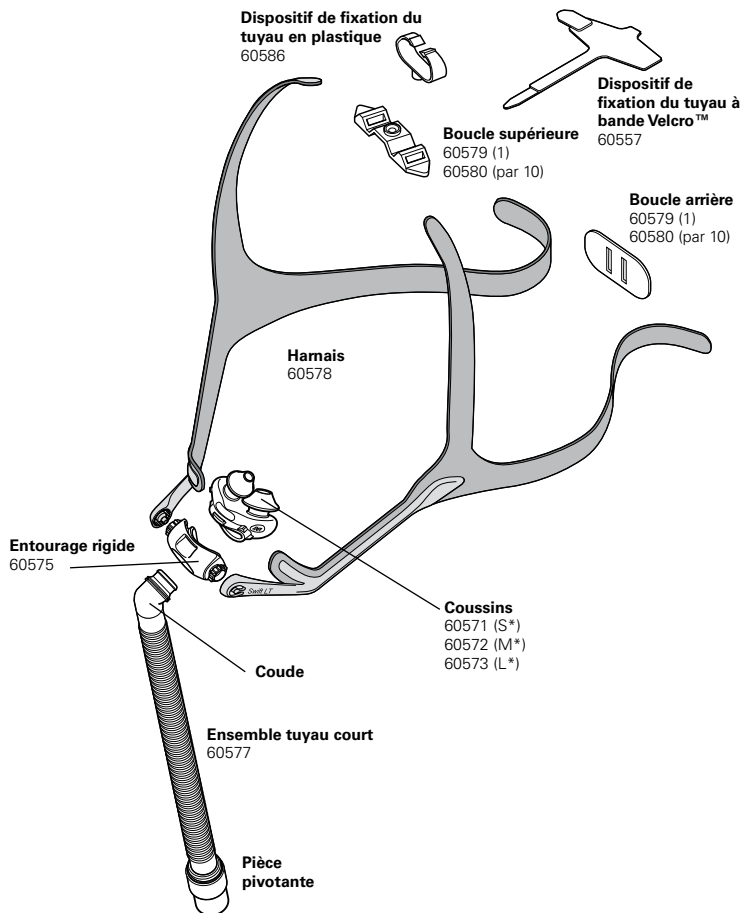 Dispositif de fixation du
tuyau en plastique
60586
Dispositif de
fixation du tuyau à
bande Velcro™
60557
Boucle supérieure
60579 (1)
60580 (par 10)
Boucle arrière
60579 (1)
60580 (par 10)
Harnais
60578
Entourage rigide
60575
Swift LT
Coussins
60571 (S*)
60572 (M*)
60573 (L*)
Coude
Ensemble tuyau court
60577
Pièce
pivotante